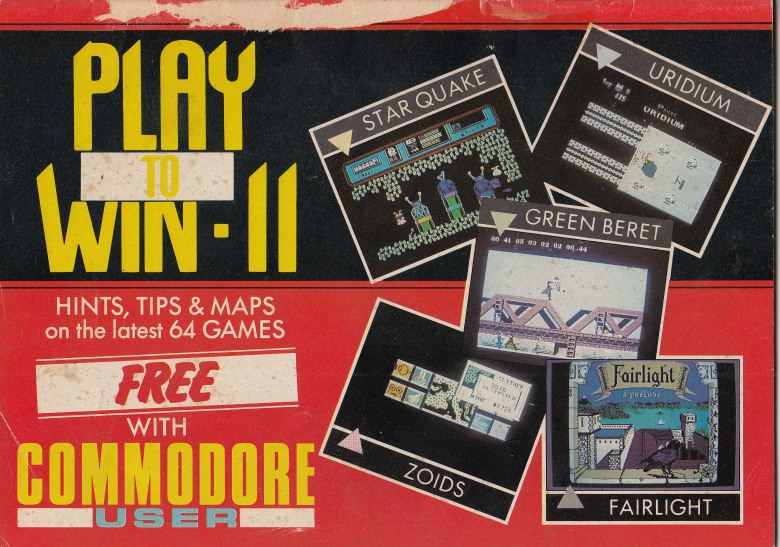 PLAY
TO
WIN·II
HINTS, TIPS & MAPS
on the latest 64 GAMES
FREE
WITH
COMMODORE
USER
STAR QUAKE
URIDIUM
URIDIUM
GREEN BERET
ZOIDS
Fairlight
a prelude
FAIRLIGHT